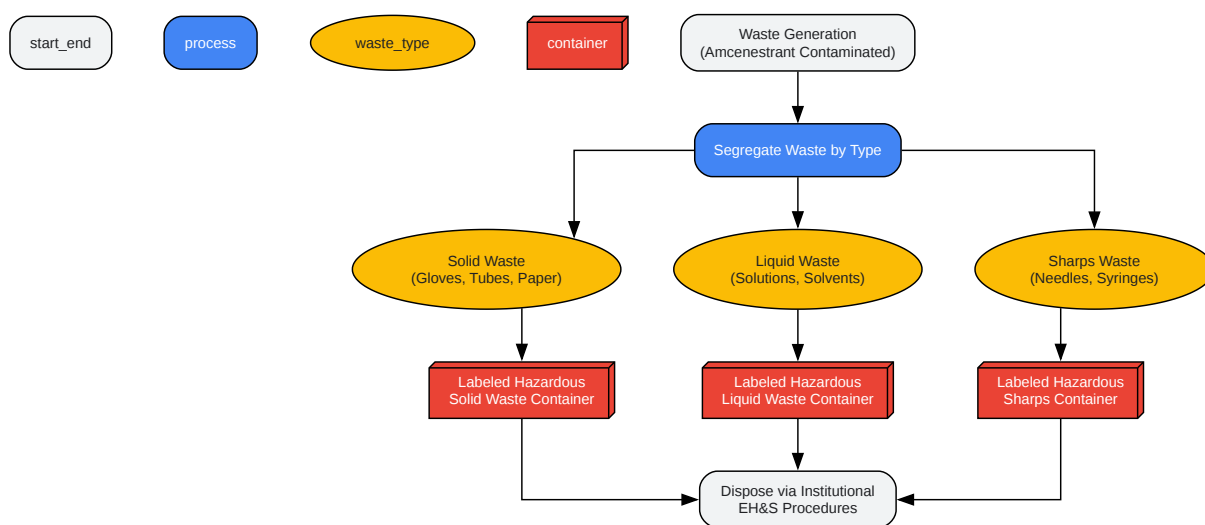 start_end
process
waste_type
container
Waste Generation
(Amcenestrant Contaminated)
Segregate Waste by Type
Solid Waste
(Gloves, Tubes, Paper)
Liquid Waste
(Solutions, Solvents)
Sharps Waste
(Needles, Syringes)
Labeled Hazardous
Solid Waste Container
Labeled Hazardous
Liquid Waste Container
Labeled Hazardous
Sharps Container
Dispose via Institutional
EH&S Procedures